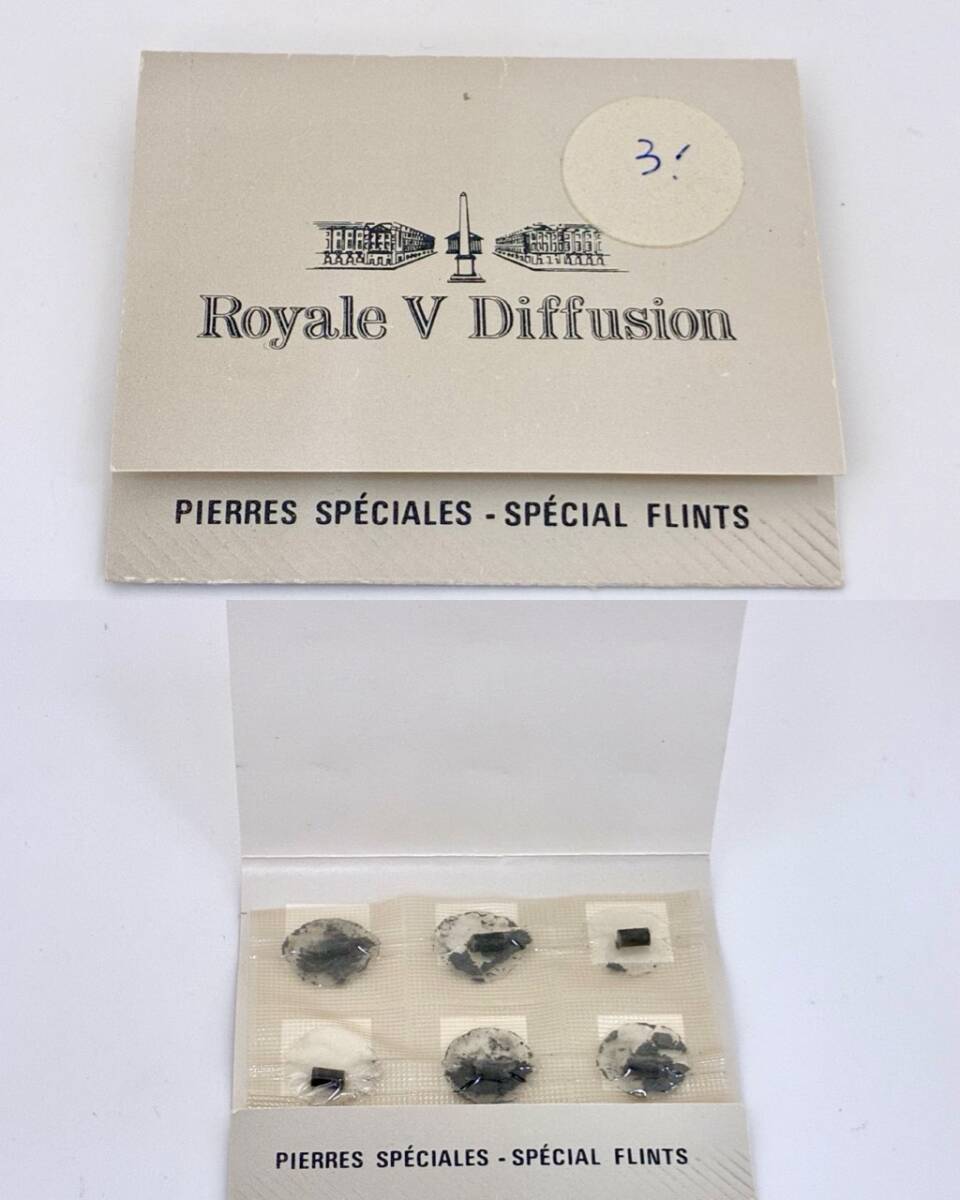 3!
Royale V Diffusion
PIERRES SPÉCIALES - SPÉCIAL FLINTS
PIERRES SPÉCIALES - SPÉCIAL FLINTS